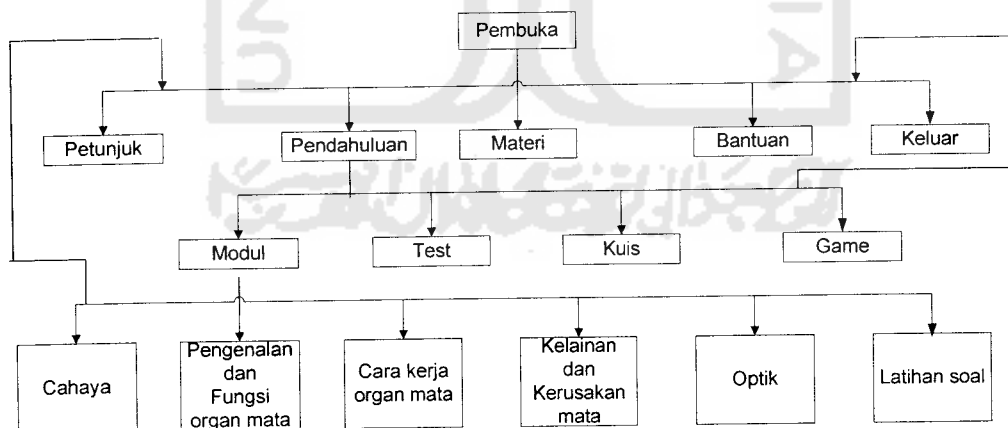 Pembuka
Petunjuk
Pendahuluan
Materi
Bantuan
Keluar
Modul
Test
Kuis
Game
Cahaya
Pengenalan
dan
Fungsi
organ mata
Cara kerja
organ mata
Kelainan
dan
Kerusakan
mata
Optik
Latihan soal